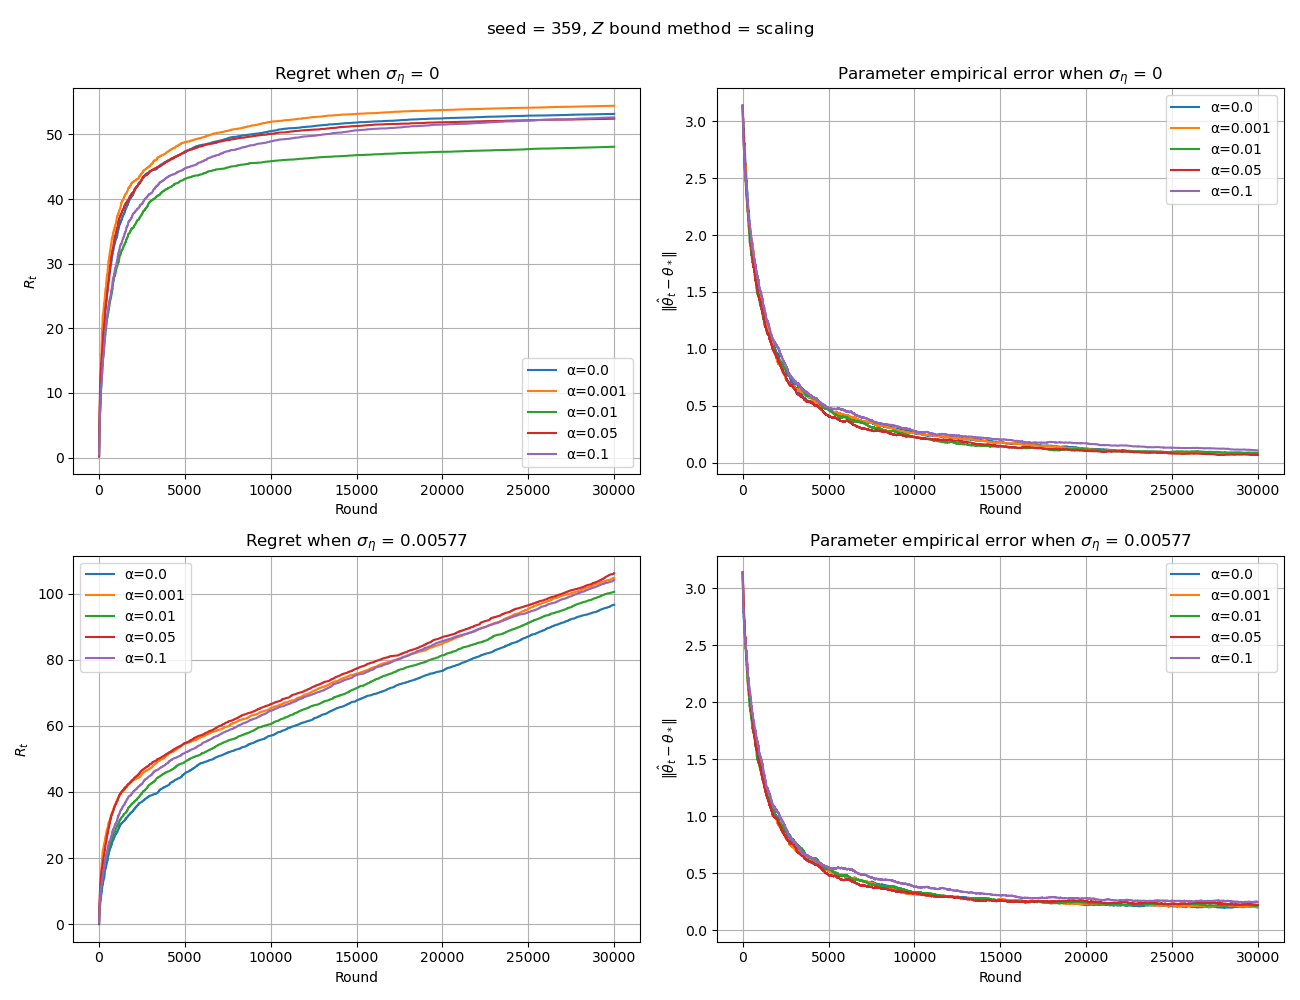 seed = 359, Z bound method = scaling
Regret when σ_η = 0
R_t
50
40
30
20
10
0
α=0.0
α=0.001
α=0.01
α=0.05
α=0.1
0 5000 10000 15000 20000 25000 30000
Round
Parameter empirical error when σ_η = 0
‖θ̂_t − θ_*‖
3.0
2.5
2.0
1.5
1.0
0.5
0.0
α=0.0
α=0.001
α=0.01
α=0.05
α=0.1
0 5000 10000 15000 20000 25000 30000
Round
Regret when σ_η = 0.00577
R_t
100
80
60
40
20
0
α=0.0
α=0.001
α=0.01
α=0.05
α=0.1
0 5000 10000 15000 20000 25000 30000
Round
Parameter empirical error when σ_η = 0.00577
‖θ̂_t − θ_*‖
3.0
2.5
2.0
1.5
1.0
0.5
0.0
α=0.0
α=0.001
α=0.01
α=0.05
α=0.1
0 5000 10000 15000 20000 25000 30000
Round